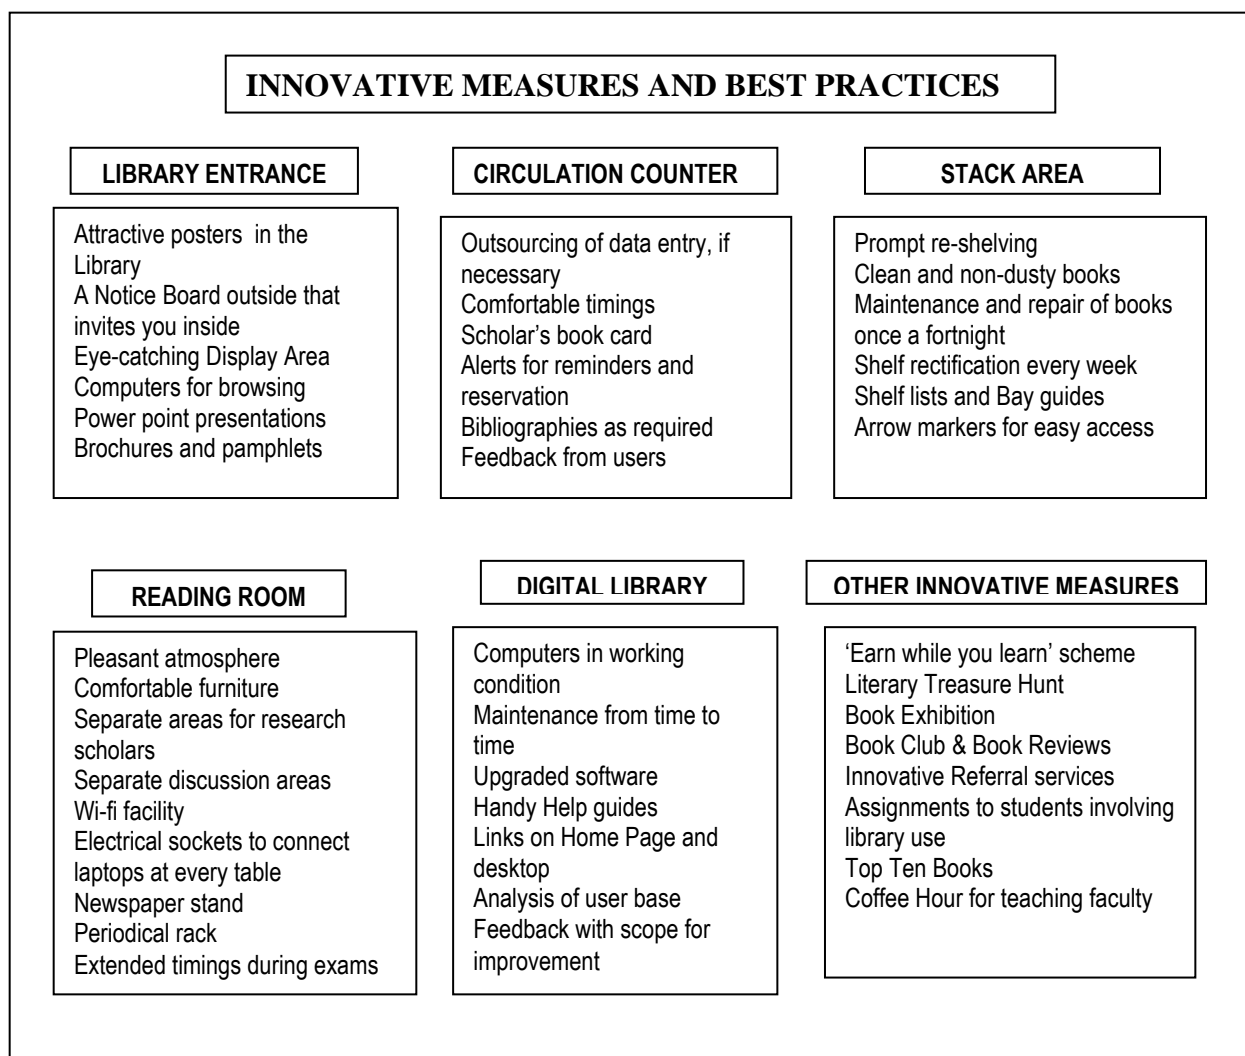 INNOVATIVE MEASURES AND BEST PRACTICES
LIBRARY ENTRANCE
Attractive posters in the
Library
A Notice Board outside that
invites you inside
Eye-catching Display Area
Computers for browsing
Power point presentations
Brochures and pamphlets
CIRCULATION COUNTER
Outsourcing of data entry, if
necessary
Comfortable timings
Scholar's book card
Alerts for reminders and
reservation
Bibliographies as required
Feedback from users
STACK AREA
Prompt re-shelving
Clean and non-dusty books
Maintenance and repair of books
once a fortnight
Shelf rectification every week
Shelf lists and Bay guides
Arrow markers for easy access
READING ROOM
Pleasant atmosphere
Comfortable furniture
Separate areas for research
scholars
Separate discussion areas
Wi-fi facility
Electrical sockets to connect
laptops at every table
Newspaper stand
Periodical rack
Extended timings during exams
DIGITAL LIBRARY
Computers in working
condition
Maintenance from time to
time
Upgraded software
Handy Help guides
Links on Home Page and
desktop
Analysis of user base
Feedback with scope for
improvement
OTHER INNOVATIVE MEASURES
‘Earn while you learn’ scheme
Literary Treasure Hunt
Book Exhibition
Book Club & Book Reviews
Innovative Referral services
Assignments to students involving
library use
Top Ten Books
Coffee Hour for teaching faculty